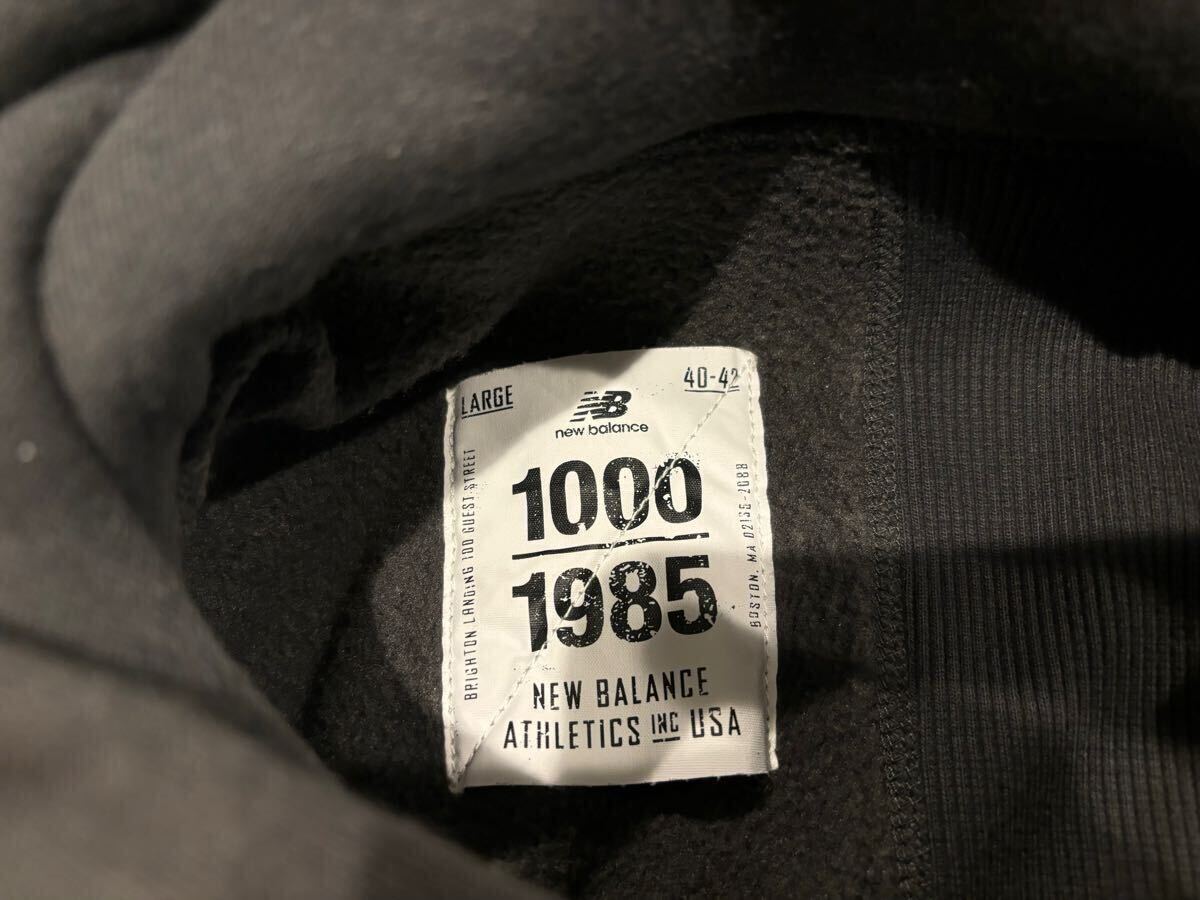 LARGE
40-42
NB
new balance
1000
1985
NEW BALANCE
ATHLETICS INC USA
BRIGHTON LANDING 100 GUEST STREET
BOSTON, MA 02135-2088